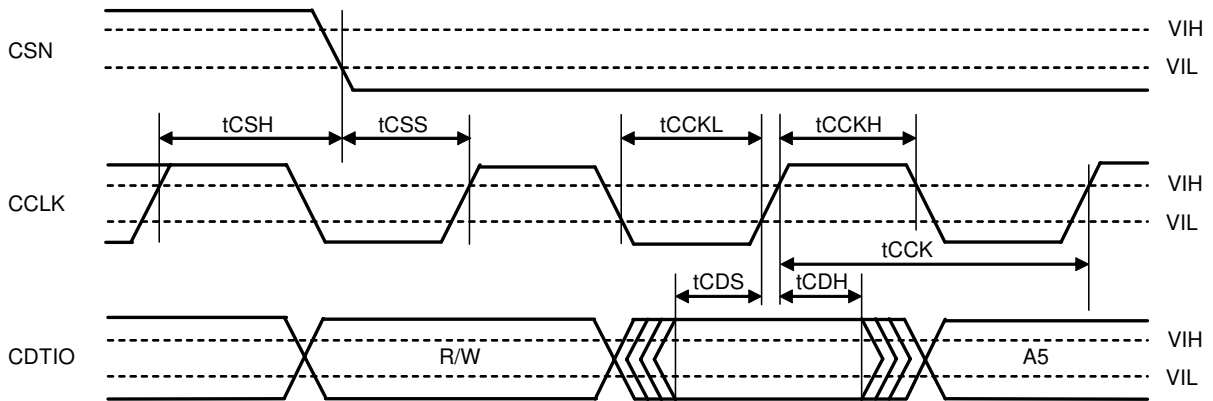 CSN
VIH
VIL
tCSH
tCSS
tCCKL
tCCKH
CCLK
VIH
VIL
tCCK
tCDS
tCDH
CDTIO
R/W
A5
VIH
VIL